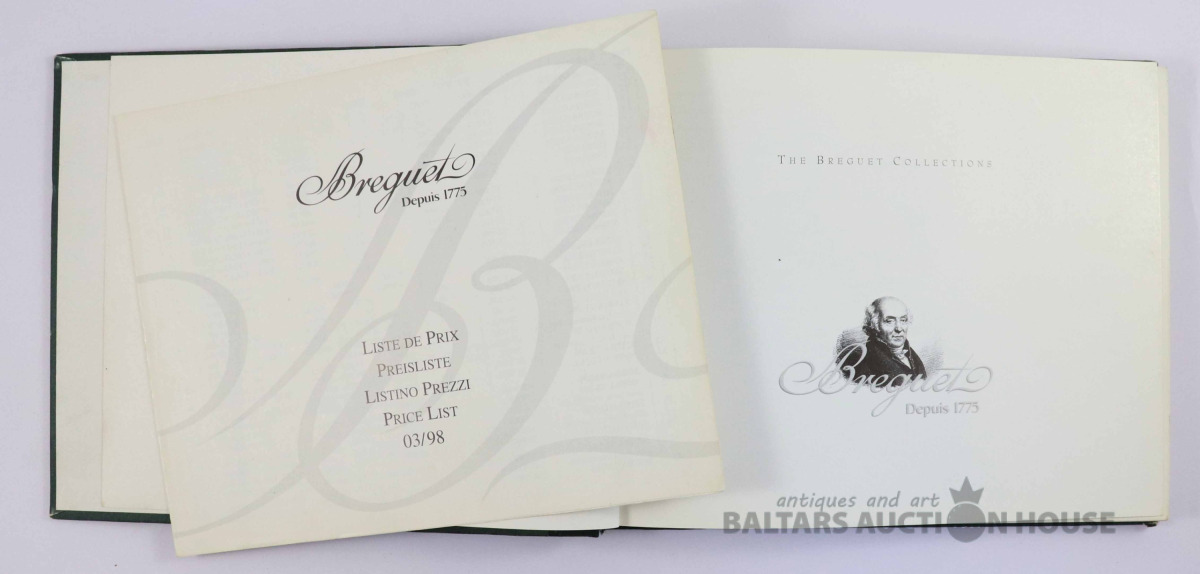 Breguet
Depuis 1775
LISTE DE PRIX
PREISLISTE
LISTINO PREZZI
PRICE LIST
03/98
THE BREGUET COLLECTIONS
Breguet
Depuis 1775
antiques and art
BALTARS AUCTION HOUSE